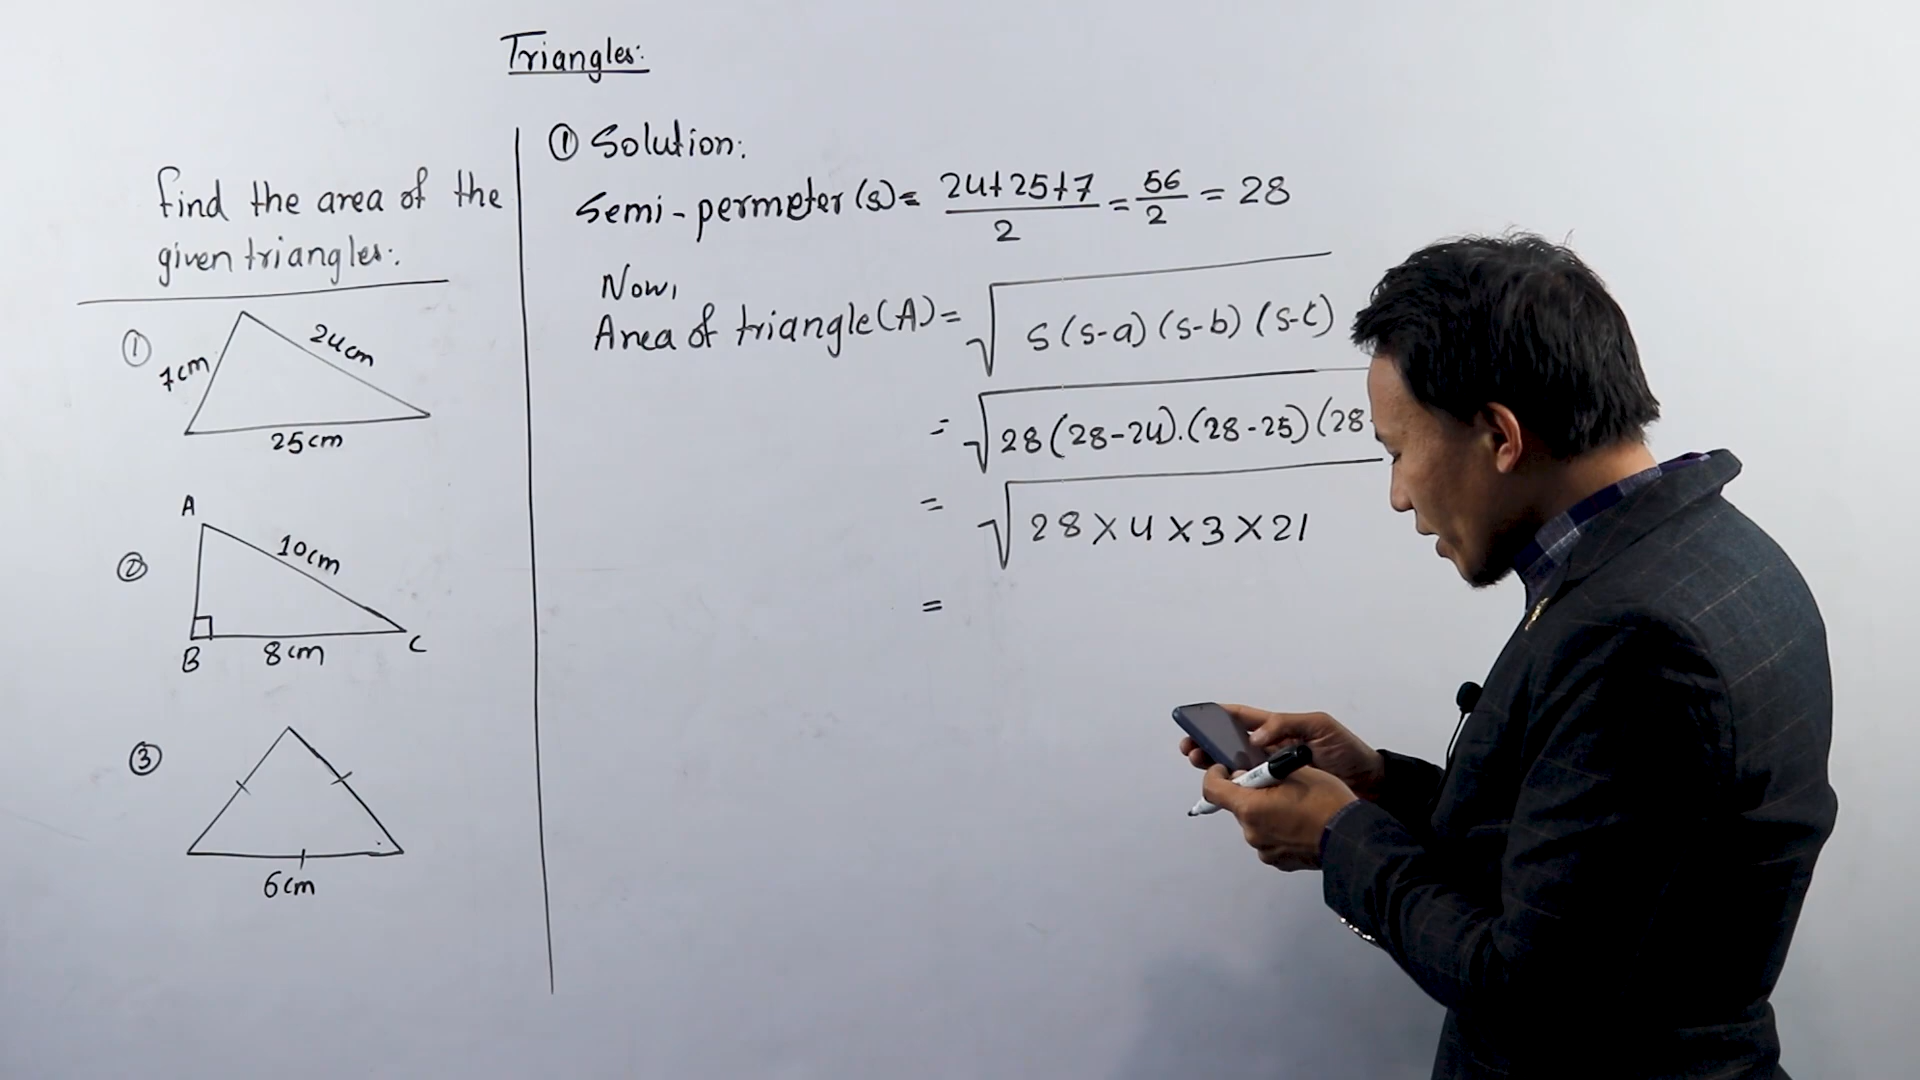 Triangles:
find the area of the
given triangles:
①
7cm
24cm
25cm
②
A
10cm
B
8cm
C
③
6cm
① Solution:
Semi-permeter(s)= 24+25+7/2 = 56/2 = 28
Now,
Area of triangle(A)= √s(s-a)(s-b)(s-c)
= √28(28-24).(28-25)(28-
= √28×4×3×21
=